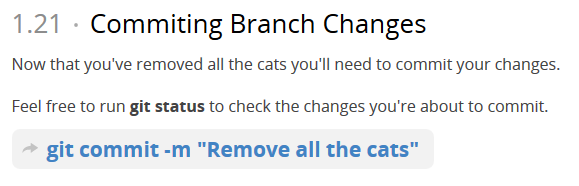 1.21 · Commiting Branch Changes
Now that you've removed all the cats you'll need to commit your changes.
Feel free to run git status to check the changes you're about to commit.
git commit -m "Remove all the cats"